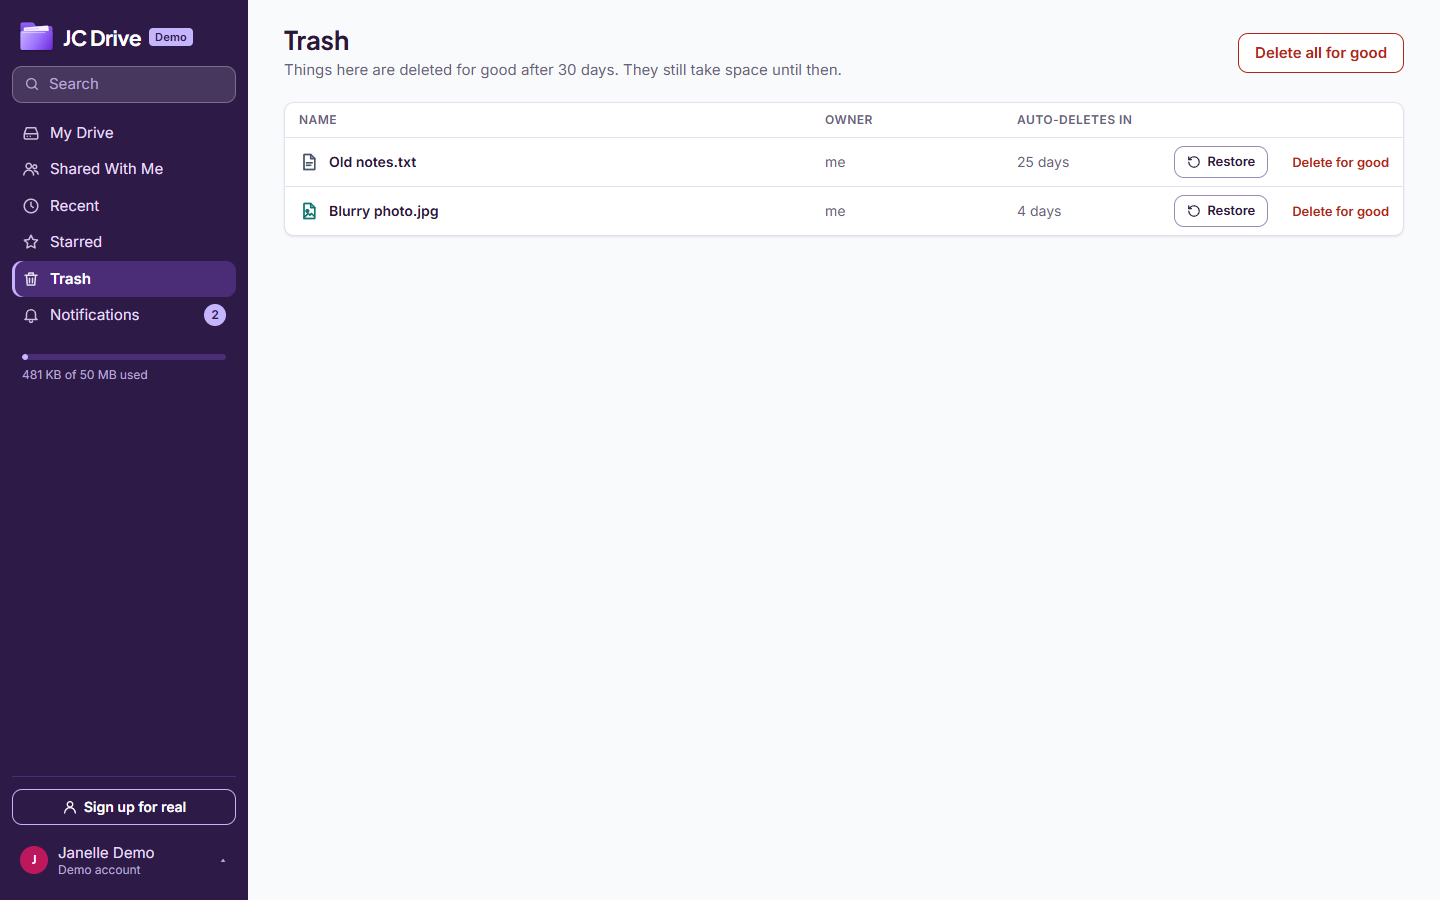 JC Drive Demo
Search
My Drive
Shared With Me
Recent
Starred
Trash
Notifications 2
481 KB of 50 MB used
Sign up for real
J Janelle Demo
Demo account
Trash
Things here are deleted for good after 30 days. They still take space until then.
Delete all for good
NAME OWNER AUTO-DELETES IN
Old notes.txt me 25 days Restore Delete for good
Blurry photo.jpg me 4 days Restore Delete for good